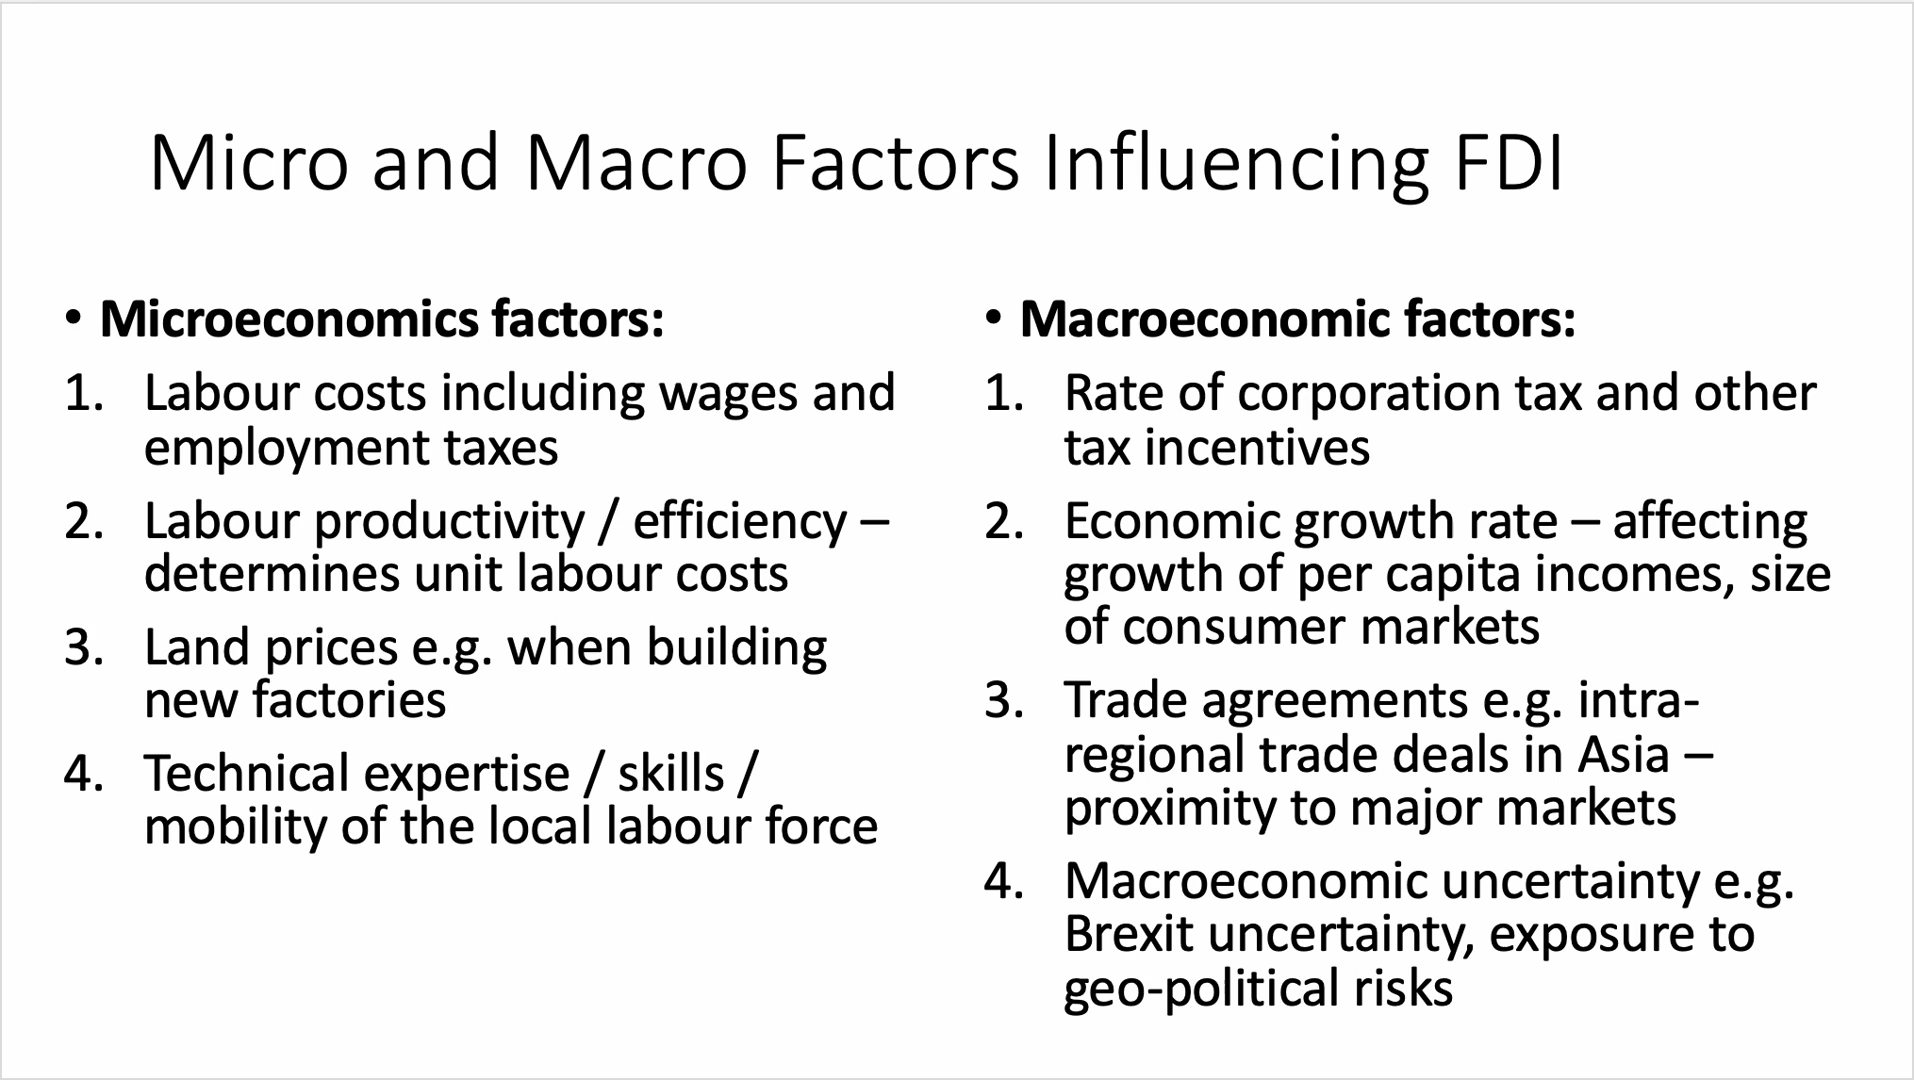 Micro and Macro Factors Influencing FDI
• Microeconomics factors:
1. Labour costs including wages and
employment taxes
2. Labour productivity / efficiency –
determines unit labour costs
3. Land prices e.g. when building
new factories
4. Technical expertise / skills /
mobility of the local labour force
• Macroeconomic factors:
1. Rate of corporation tax and other
tax incentives
2. Economic growth rate – affecting
growth of per capita incomes, size
of consumer markets
3. Trade agreements e.g. intra-
regional trade deals in Asia –
proximity to major markets
4. Macroeconomic uncertainty e.g.
Brexit uncertainty, exposure to
geo-political risks